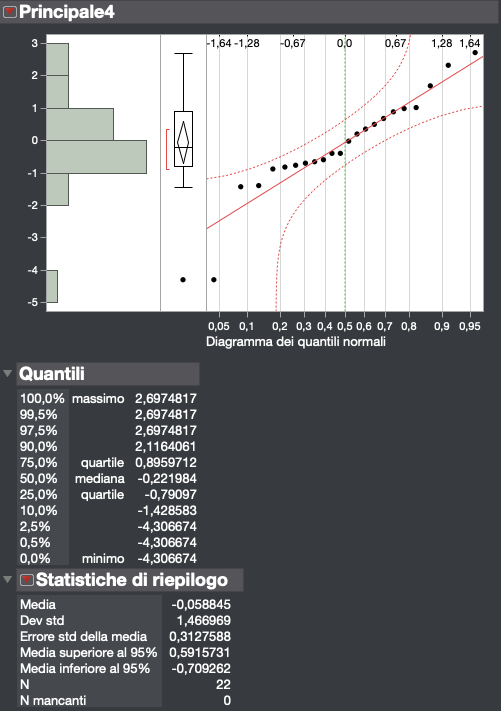 Principale4
3
2
1
0
-1
-2
-3
-4
-5
-1,64 -1,28 -0,67 0,0 0,67 1,28 1,64
0,05 0,1 0,2 0,3 0,4 0,5 0,6 0,7 0,8 0,9 0,95
Diagramma dei quantili normali
Quantili
100,0% massimo 2,6974817
99,5% 2,6974817
97,5% 2,6974817
90,0% 2,1164061
75,0% quartile 0,8959712
50,0% mediana -0,221984
25,0% quartile -0,79097
10,0% -1,428583
2,5% -4,306674
0,5% -4,306674
0,0% minimo -4,306674
Statistiche di riepilogo
Media -0,058845
Dev std 1,466969
Errore std della media 0,3127588
Media superiore al 95% 0,5915731
Media inferiore al 95% -0,709262
N 22
N mancanti 0